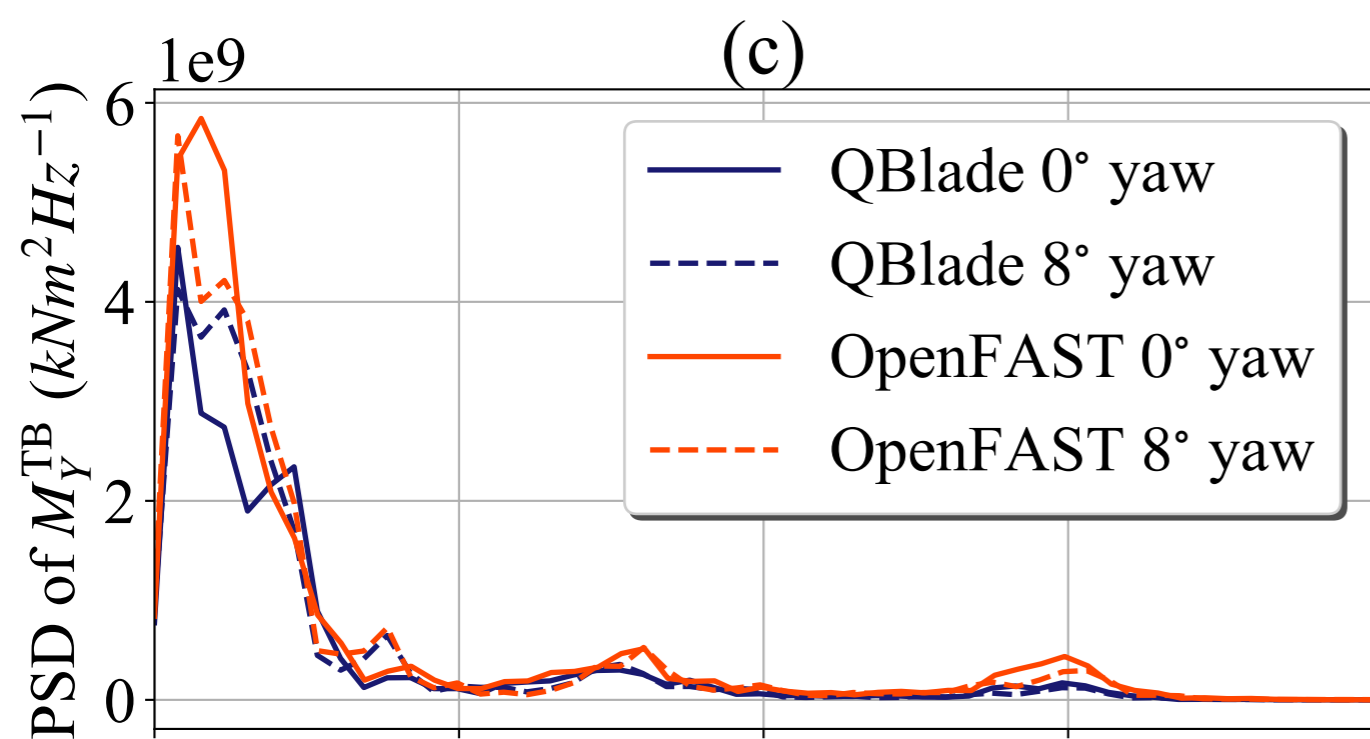 (c)
1e9
6
4
2
0
PSD of $M_Y^{\mathrm{TB}}$ ($kNm^2Hz^{-1}$)
QBlade 0° yaw
QBlade 8° yaw
OpenFAST 0° yaw
OpenFAST 8° yaw